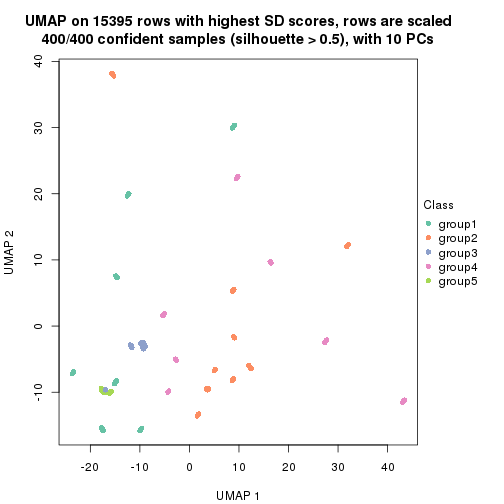 UMAP on 15395 rows with highest SD scores, rows are scaled
400/400 confident samples (silhouette > 0.5), with 10 PCs
40
30
20
10
0
-10
UMAP 2
-20
-10
0
10
20
30
40
UMAP 1
Class
group1
group2
group3
group4
group5